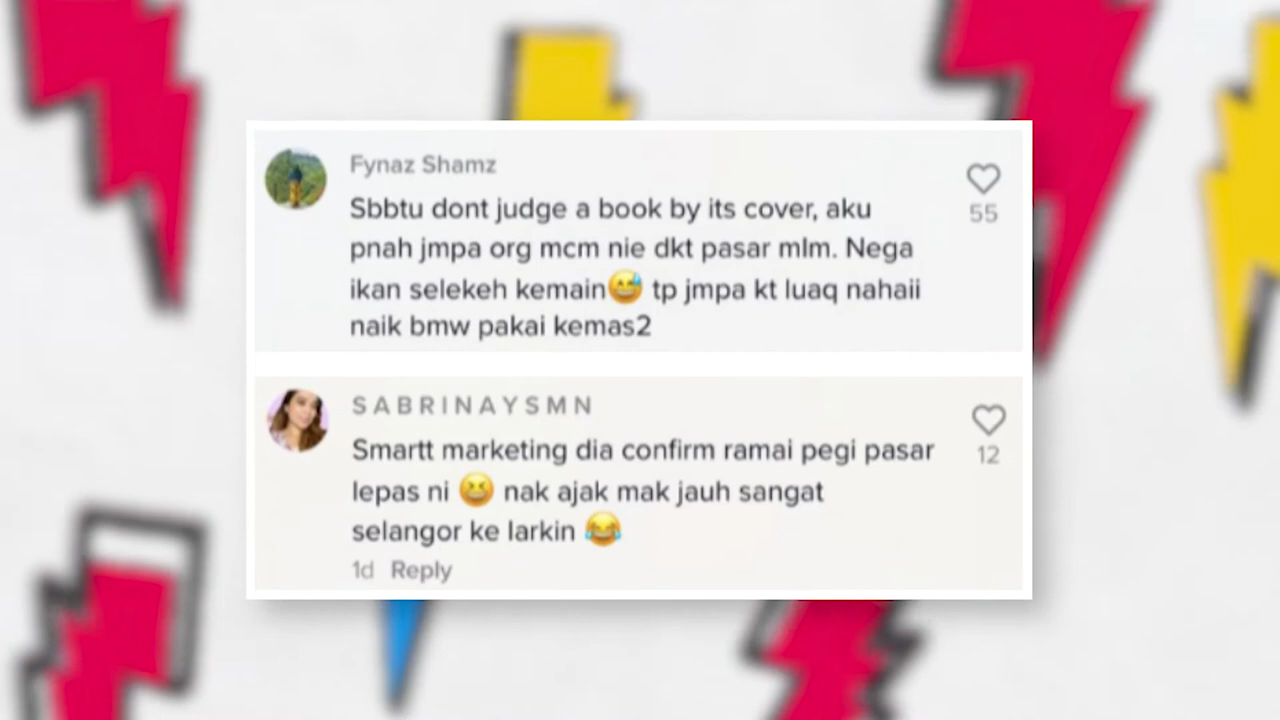 Fynaz Shamz
Sbbtu dont judge a book by its cover, aku
pnah jmpa org mcm nie dkt pasar mlm. Nega
ikan selekeh kemain😅 tp jmpa kt luaq nahaii
naik bmw pakai kemas2
55
S A B R I N A Y S M N
Smartt marketing dia confirm ramai pegi pasar
lepas ni 😆 nak ajak mak jauh sangat
selangor ke larkin 😂
12
1d Reply